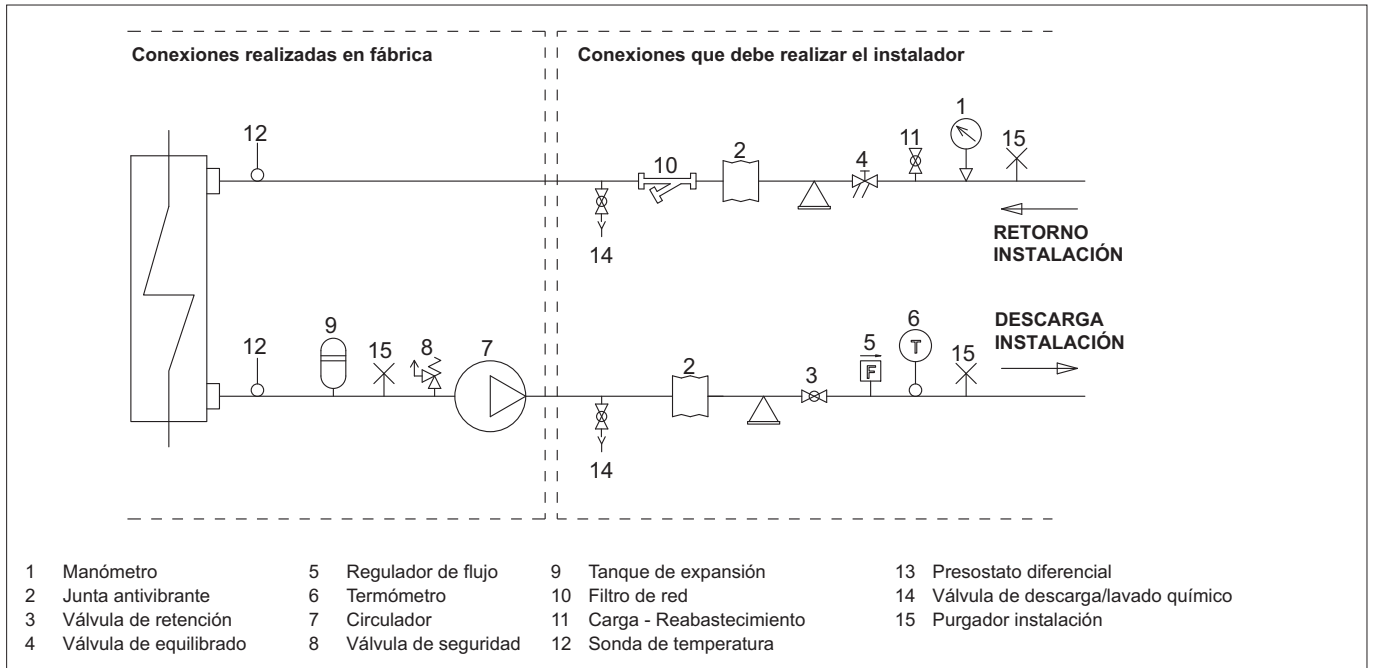 Conexiones realizadas en fábrica
Conexiones que debe realizar el instalador
12
10
2
4
11
1
15
14
RETORNO
INSTALACIÓN
12
9
15
8
7
2
3
5
F
6
T
15
14
DESCARGA
INSTALACIÓN
1 Manómetro
2 Junta antivibrante
3 Válvula de retención
4 Válvula de equilibrado
5 Regulador de flujo
6 Termómetro
7 Circulador
8 Válvula de seguridad
9 Tanque de expansión
10 Filtro de red
11 Carga - Reabastecimiento
12 Sonda de temperatura
13 Presostato diferencial
14 Válvula de descarga/lavado químico
15 Purgador instalación